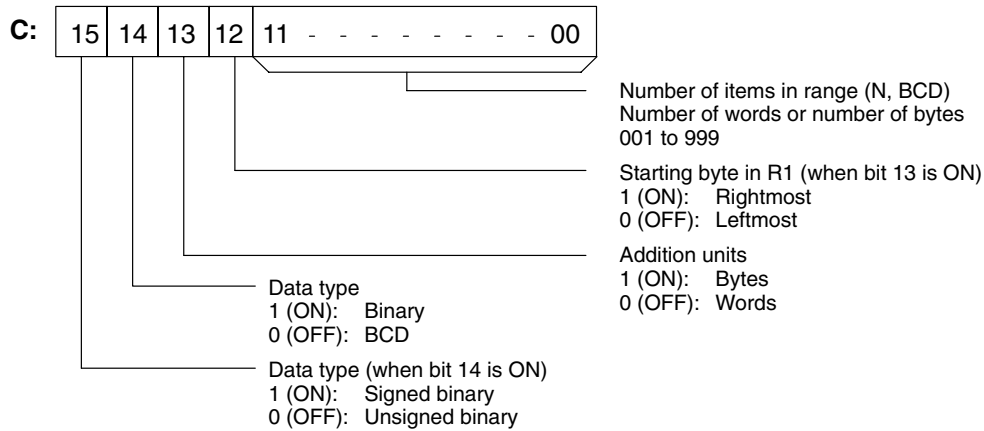 C: 15 14 13 12 11 - - - - - - - - 00
Number of items in range (N, BCD)
Number of words or number of bytes
001 to 999
Starting byte in R1 (when bit 13 is ON)
1 (ON): Rightmost
0 (OFF): Leftmost
Addition units
1 (ON): Bytes
0 (OFF): Words
Data type
1 (ON): Binary
0 (OFF): BCD
Data type (when bit 14 is ON)
1 (ON): Signed binary
0 (OFF): Unsigned binary